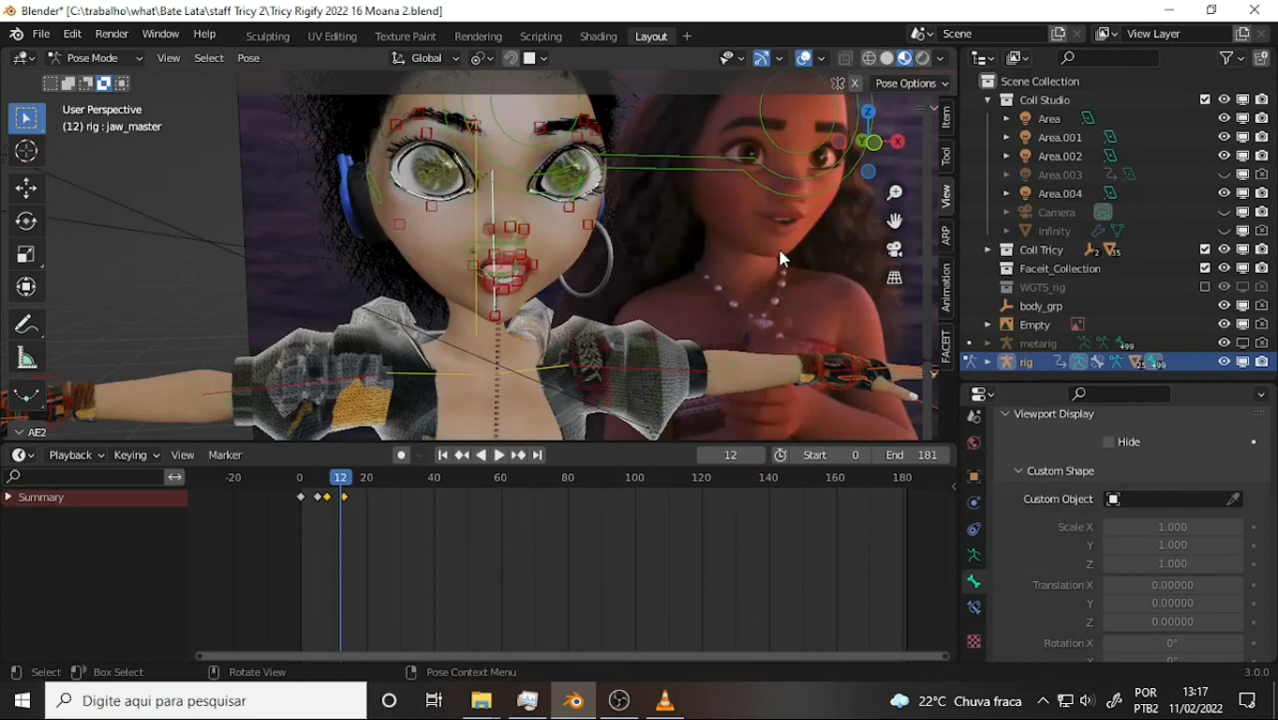 Blender* [C:\trabalho\what\Bate Lata\staff Tricy 2\Tricy Rigify 2022 16 Moana 2.blend]
File Edit Render Window Help Sculpting UV Editing Texture Paint Rendering Scripting Shading Layout Scene View Layer
Pose Mode View Select Pose Global
X Pose Options
User Perspective
(12) rig : jaw_master
Z
Y X
Item
Tool
View
ARP
Animation
FACEIT
AE2
Scene Collection
Coll Studio
Area
Area.001
Area.002
Area.003
Area.004
Camera
Infinity
Coll Tricy 2 35
Faceit_Collection
WGTS_rig
body_grp
Empty
metarig +99
rig 25 +99
Viewport Display
Hide
Custom Shape
Custom Object
Scale X 1.000
Y 1.000
Z 1.000
Translation X 0.00000
Y 0.00000
Z 0.00000
Rotation X 0°
Playback Keying View Marker 12 Start 0 End 181
-20 0 12 20 40 60 80 100 120 140 160 180
Summary
Select Box Select Rotate View Pose Context Menu 3.0.0
Digite aqui para pesquisar 22°C Chuva fraca POR 13:17
PTB2 11/02/2022